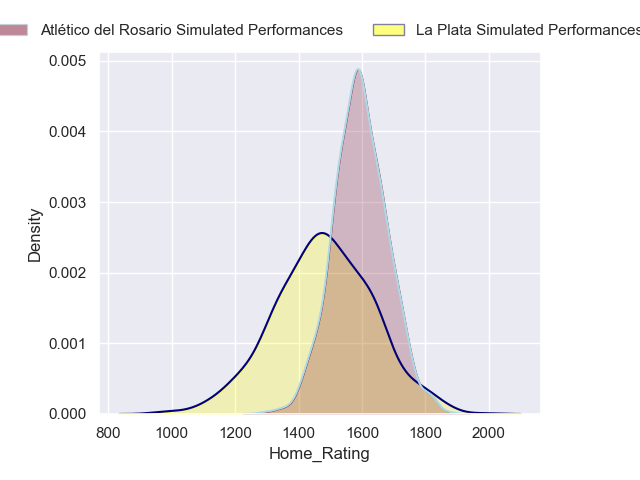 Atlético del Rosario Simulated Performances La Plata Simulated Performances
0.005
0.004
0.003
0.002
0.001
0.000
Density
800 1000 1200 1400 1600 1800 2000
Home_Rating